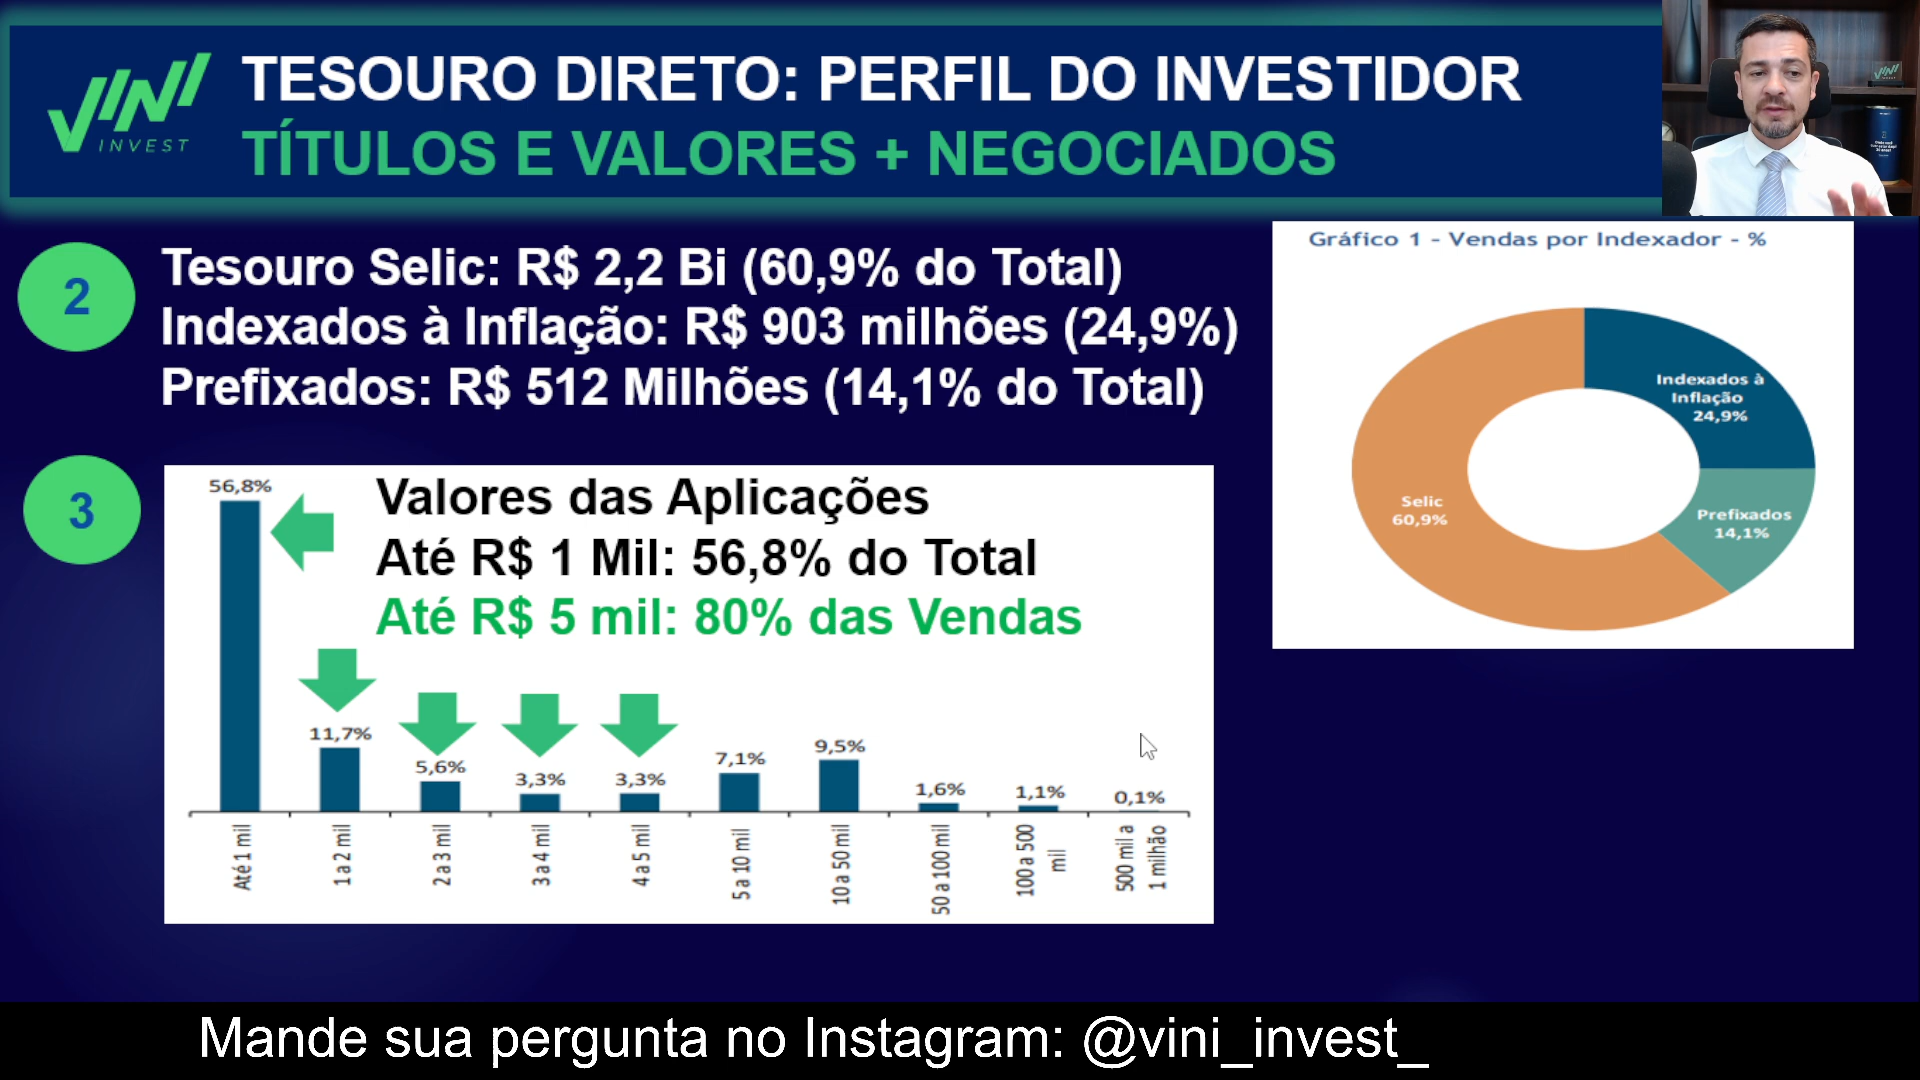 VINI
INVEST
TESOURO DIRETO: PERFIL DO INVESTIDOR
TÍTULOS E VALORES + NEGOCIADOS
2
Tesouro Selic: R$ 2,2 Bi (60,9% do Total)
Indexados à Inflação: R$ 903 milhões (24,9%)
Prefixados: R$ 512 Milhões (14,1% do Total)
Gráfico 1 - Vendas por Indexador - %
Indexados à
Inflação
24,9%
Selic
60,9%
Prefixados
14,1%
3
Valores das Aplicações
Até R$ 1 Mil: 56,8% do Total
Até R$ 5 mil: 80% das Vendas
56,8%
11,7%
5,6%
3,3%
3,3%
7,1%
9,5%
1,6%
1,1%
0,1%
Até 1 mil
1 a 2 mil
2 a 3 mil
3 a 4 mil
4 a 5 mil
5 a 10 mil
10 a 50 mil
50 a 100 mil
100 a 500
mil
500 mil a
1 milhão
Mande sua pergunta no Instagram: @vini_invest_